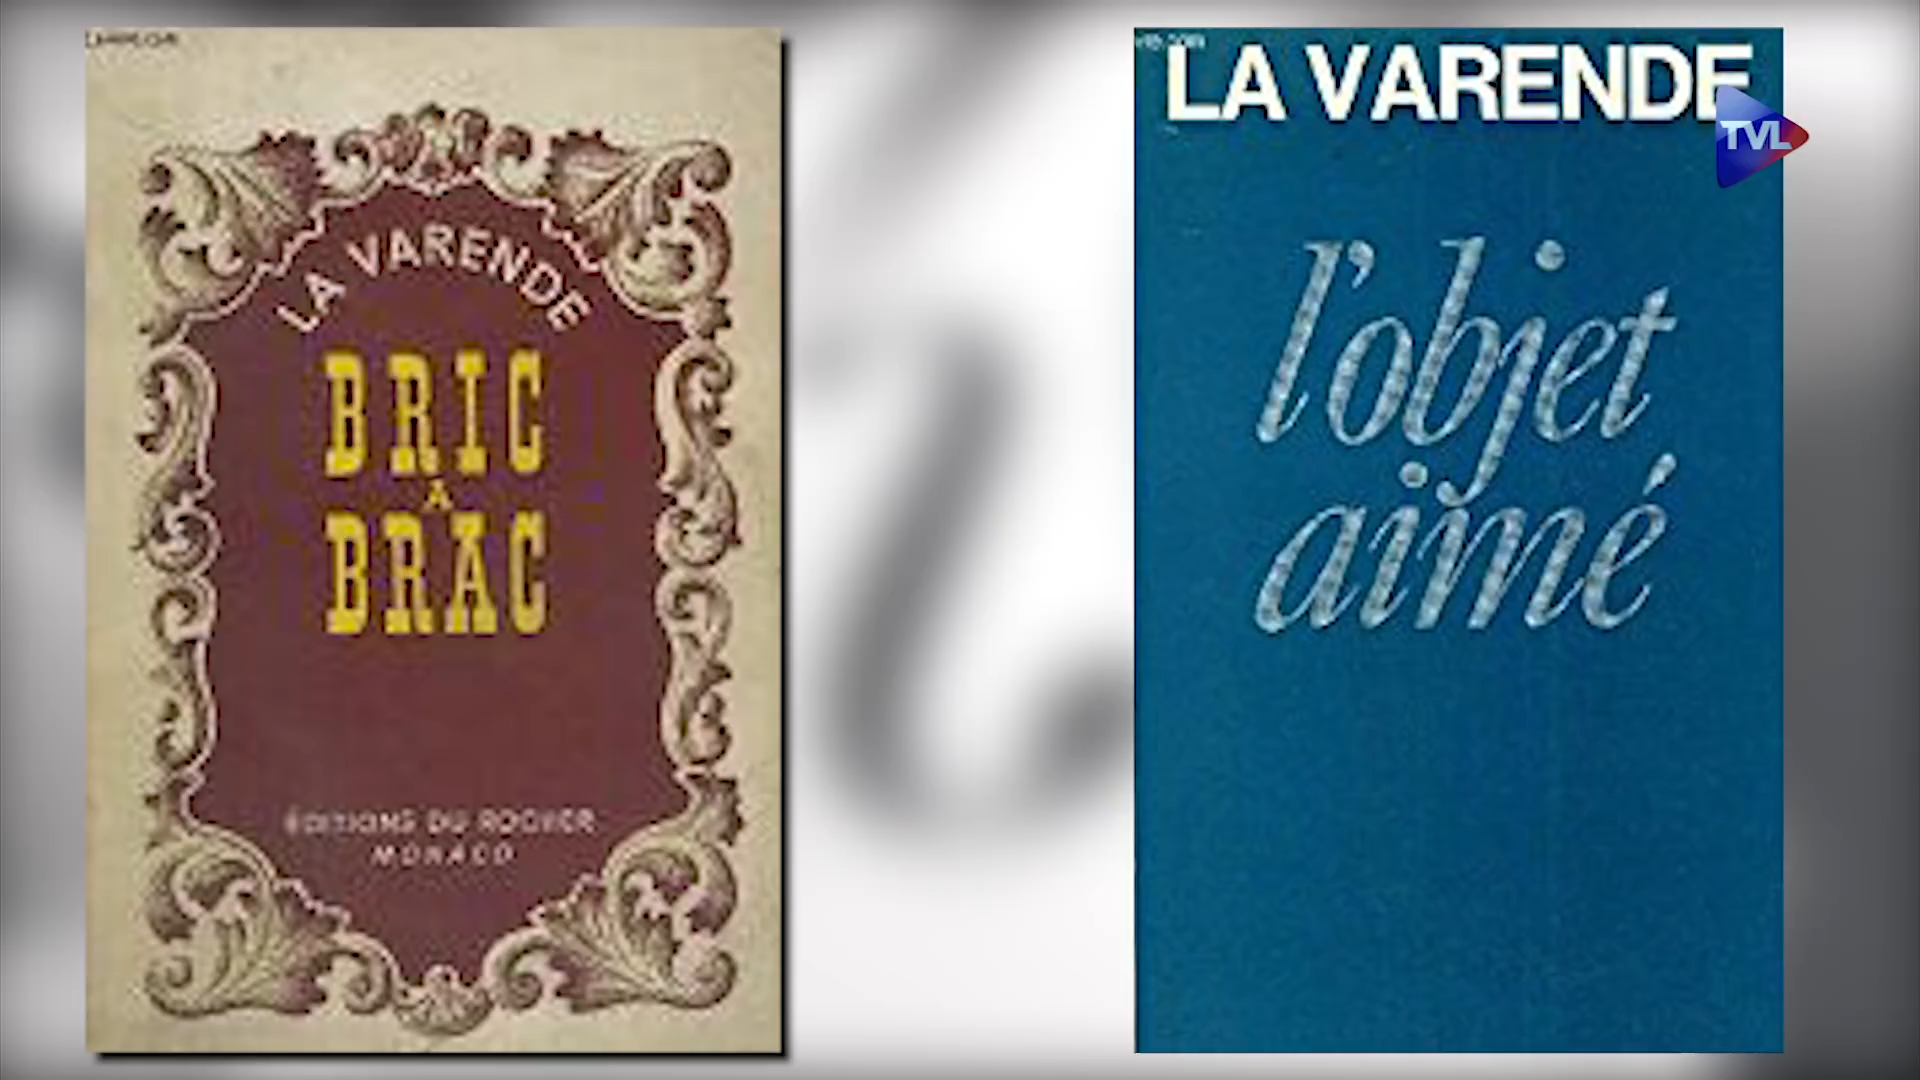 LA VARENDE
BRIC
A
BRAC
ÉDITIONS DU ROCHER
MONACO
LA VARENDE
l'objet
aimé
TVL